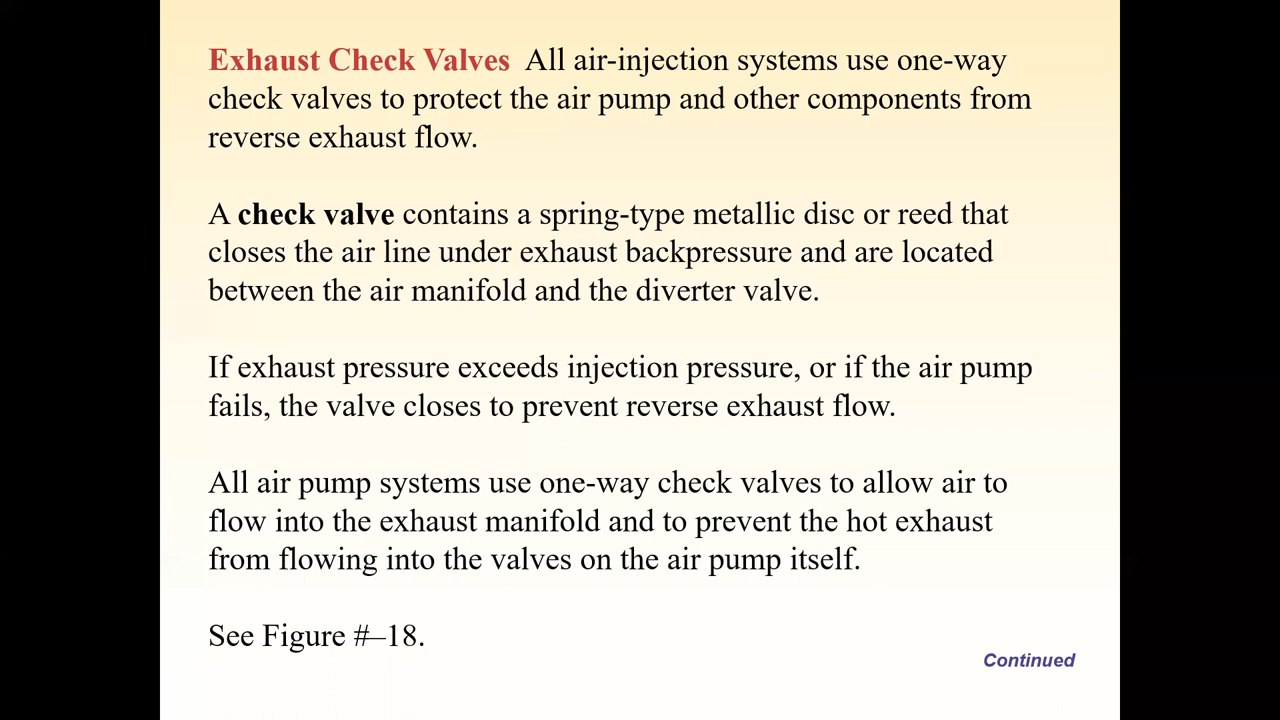 Exhaust Check Valves All air-injection systems use one-way
check valves to protect the air pump and other components from
reverse exhaust flow.
A check valve contains a spring-type metallic disc or reed that
closes the air line under exhaust backpressure and are located
between the air manifold and the diverter valve.
If exhaust pressure exceeds injection pressure, or if the air pump
fails, the valve closes to prevent reverse exhaust flow.
All air pump systems use one-way check valves to allow air to
flow into the exhaust manifold and to prevent the hot exhaust
from flowing into the valves on the air pump itself.
See Figure #–18.
Continued